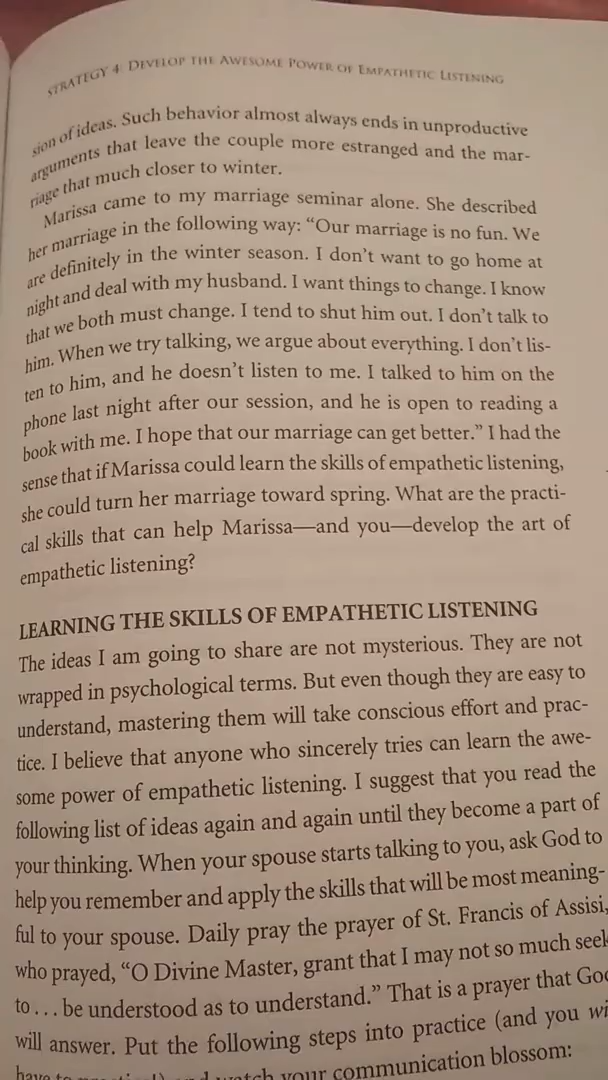 STRATEGY 4: DEVELOP THE AWESOME POWER OF EMPATHETIC LISTENING
sion of ideas. Such behavior almost always ends in unproductive
arguments that leave the couple more estranged and the mar-
riage that much closer to winter.
Marissa came to my marriage seminar alone. She described
her marriage in the following way: “Our marriage is no fun. We
are definitely in the winter season. I don’t want to go home at
night and deal with my husband. I want things to change. I know
that we both must change. I tend to shut him out. I don’t talk to
him. When we try talking, we argue about everything. I don’t lis-
ten to him, and he doesn’t listen to me. I talked to him on the
phone last night after our session, and he is open to reading a
book with me. I hope that our marriage can get better.” I had the
sense that if Marissa could learn the skills of empathetic listening,
she could turn her marriage toward spring. What are the practi-
cal skills that can help Marissa—and you—develop the art of
empathetic listening?
LEARNING THE SKILLS OF EMPATHETIC LISTENING
The ideas I am going to share are not mysterious. They are not
wrapped in psychological terms. But even though they are easy to
understand, mastering them will take conscious effort and prac-
tice. I believe that anyone who sincerely tries can learn the awe-
some power of empathetic listening. I suggest that you read the
following list of ideas again and again until they become a part of
your thinking. When your spouse starts talking to you, ask God to
help you remember and apply the skills that will be most meaning-
ful to your spouse. Daily pray the prayer of St. Francis of Assisi,
who prayed, “O Divine Master, grant that I may not so much seek
to . . . be understood as to understand.” That is a prayer that God
will answer. Put the following steps into practice (and you wi
have to watch your communication blossom: